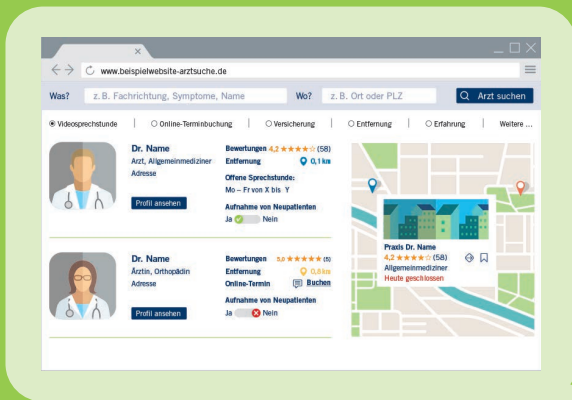 www.beispielwebsite-arztsuche.de
Was? z. B. Fachrichtung, Symptome, Name Wo? z. B. Ort oder PLZ Arzt suchen
Videosprechstunde | Online-Terminbuchung | Versicherung | Entfernung | Erfahrung | Weitere ...
Dr. Name
Arzt, Allgemeinmediziner
Adresse
Profil ansehen
Bewertungen 4,2 ★★★★☆ (58)
Entfernung 0,1 km
Offene Sprechstunde:
Mo – Fr von X bis Y
Aufnahme von Neupatienten
Ja Nein
Dr. Name
Ärztin, Orthopädin
Adresse
Profil ansehen
Bewertungen 5,0 ★★★★★ (5)
Entfernung 0,8 km
Online-Termin Buchen
Aufnahme von Neupatienten
Ja Nein
Praxis Dr. Name
4,2 ★★★★☆ (58)
Allgemeinmediziner
Heute geschlossen